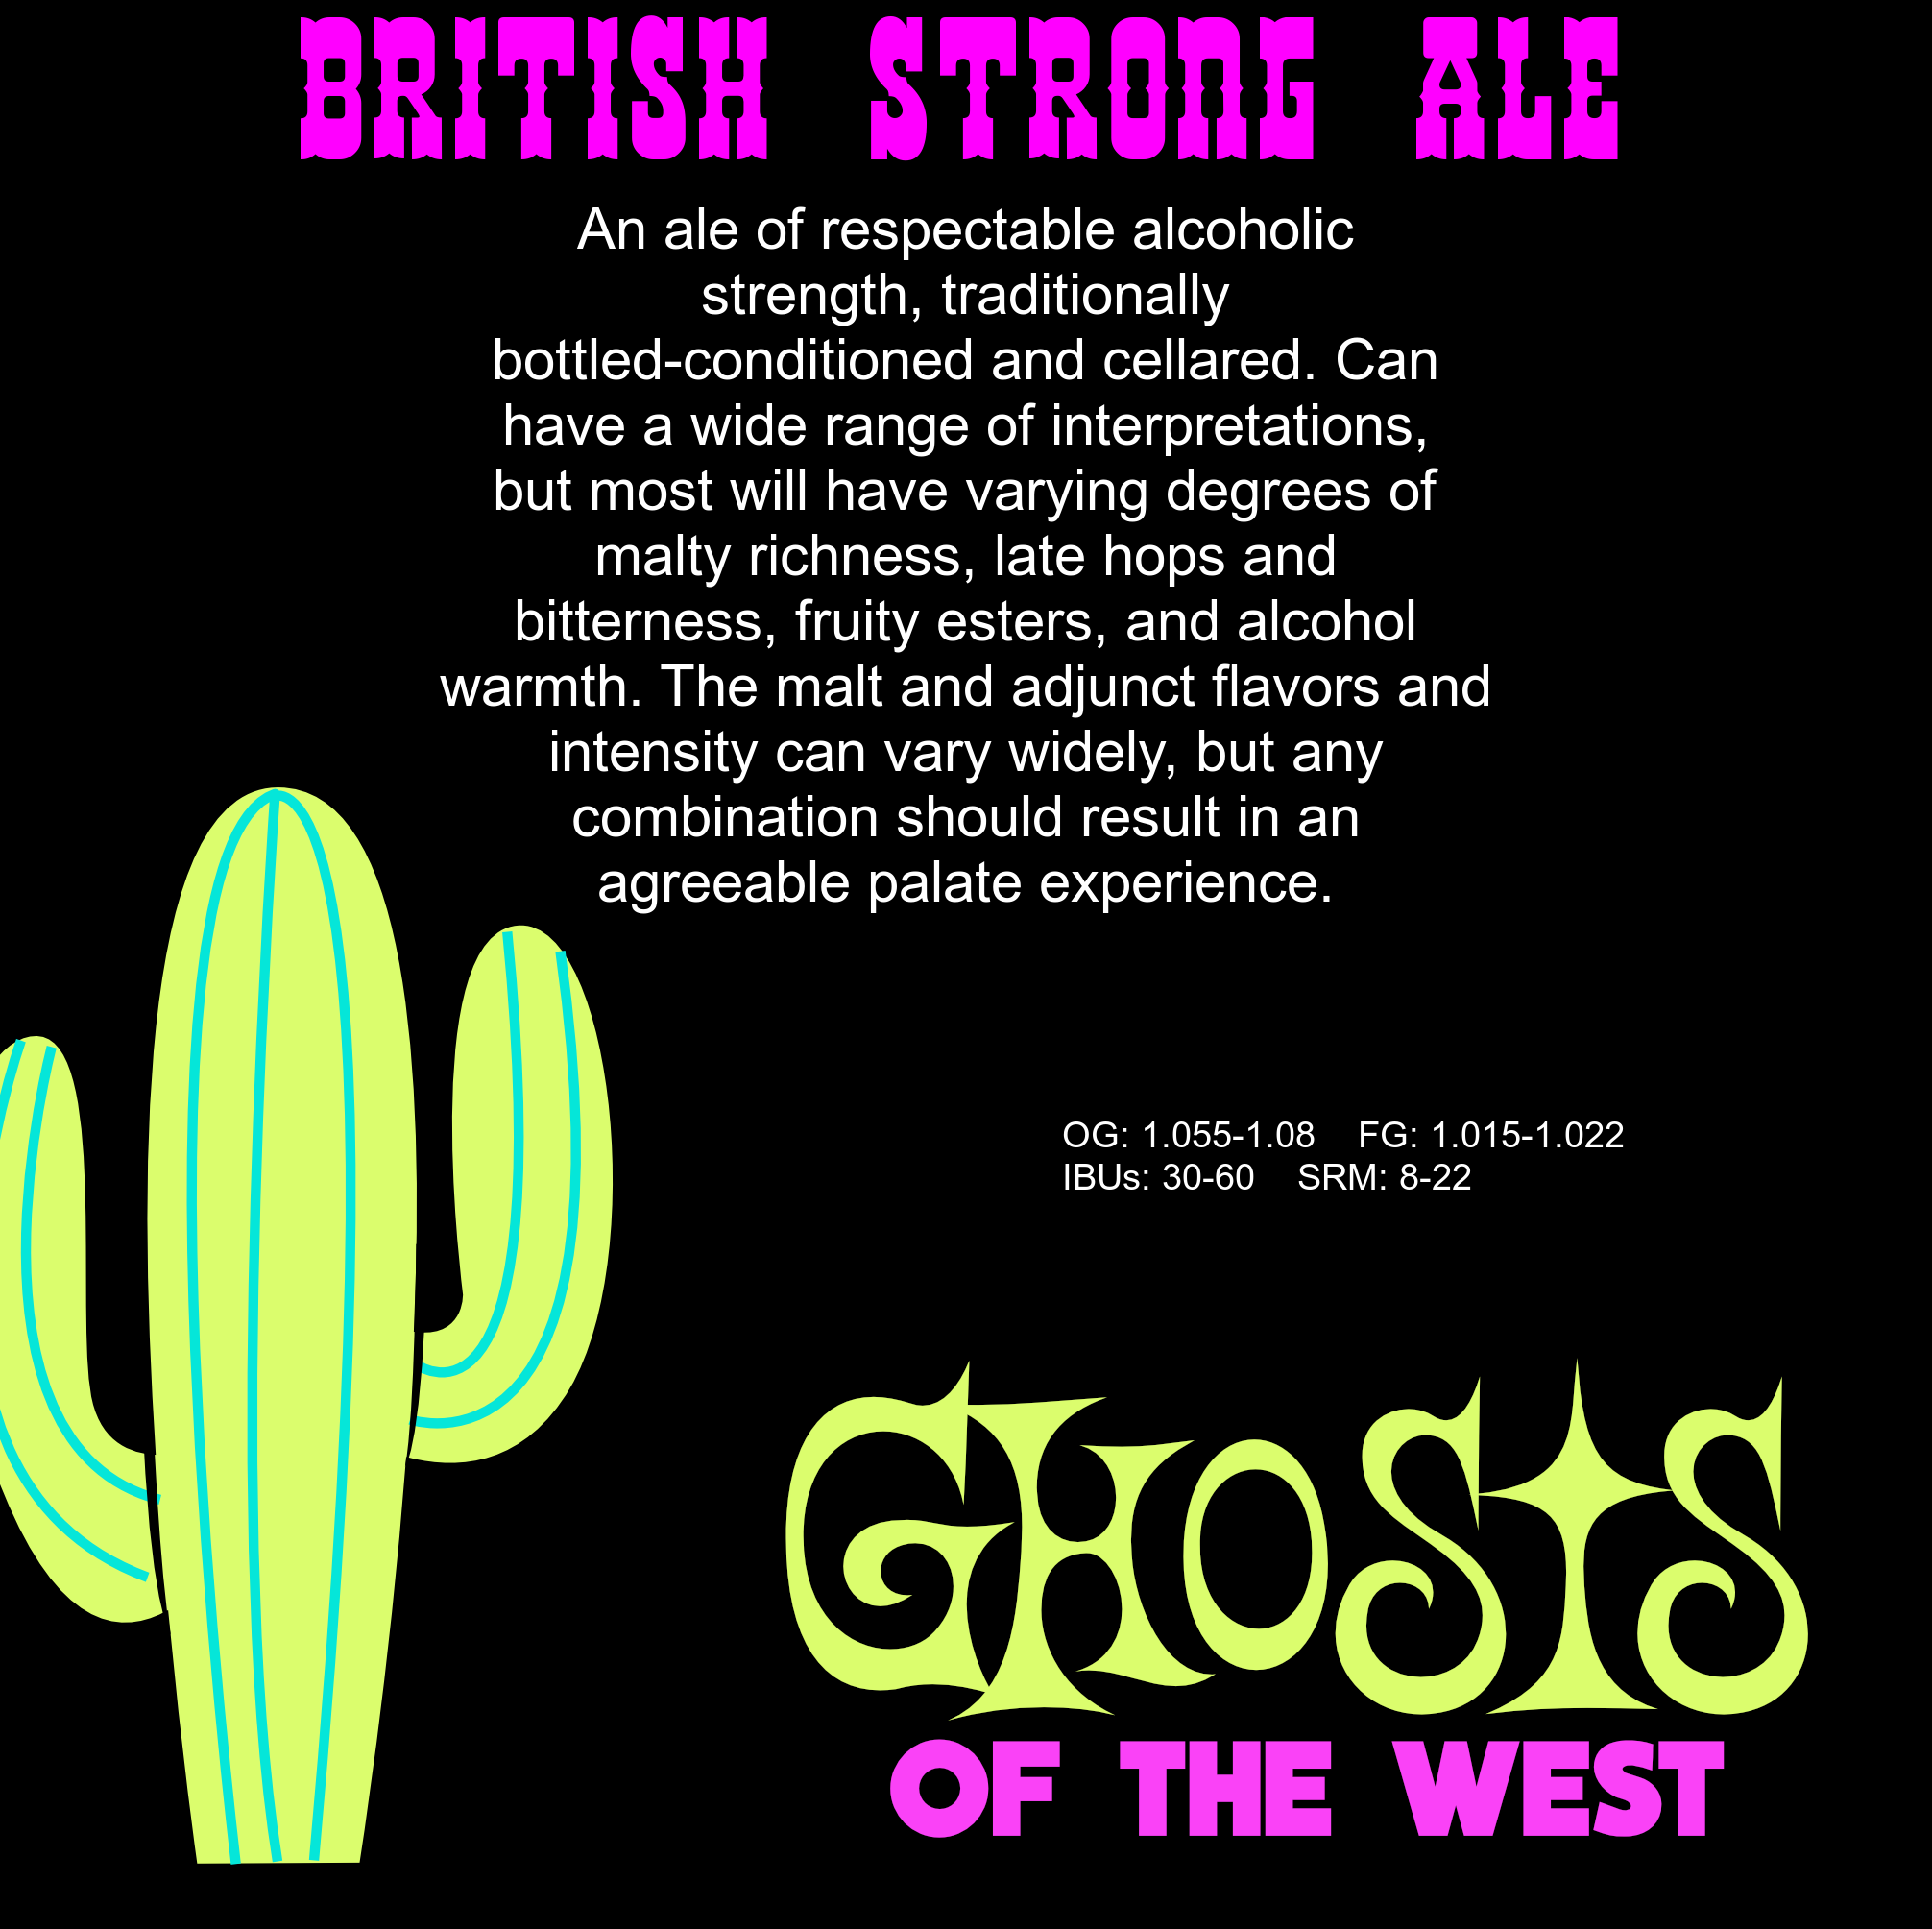 BRITISH STRONG ALE
An ale of respectable alcoholic
strength, traditionally
bottled-conditioned and cellared. Can
have a wide range of interpretations,
but most will have varying degrees of
malty richness, late hops and
bitterness, fruity esters, and alcohol
warmth. The malt and adjunct flavors and
intensity can vary widely, but any
combination should result in an
agreeable palate experience.
OG: 1.055-1.08 FG: 1.015-1.022
IBUs: 30-60 SRM: 8-22
GHOSTS
OF THE WEST